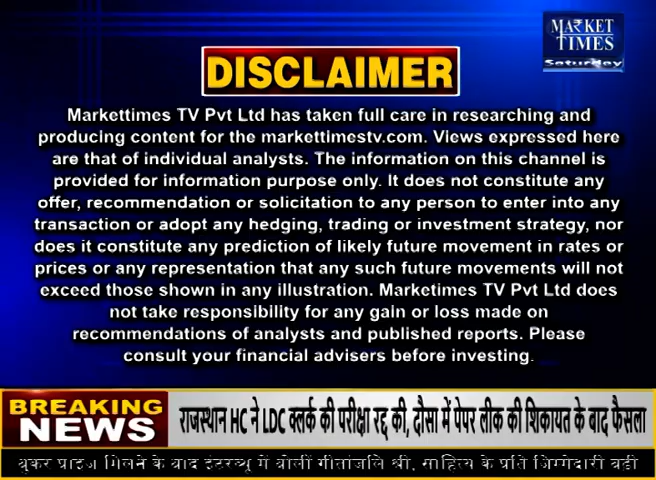 MARKET
TIMES
Saturday
DISCLAIMER
Markettimes TV Pvt Ltd has taken full care in researching and
producing content for the markettimestv.com. Views expressed here
are that of individual analysts. The information on this channel is
provided for information purpose only. It does not constitute any
offer, recommendation or solicitation to any person to enter into any
transaction or adopt any hedging, trading or investment strategy, nor
does it constitute any prediction of likely future movement in rates or
prices or any representation that any such future movements will not
exceed those shown in any illustration. Marketimes TV Pvt Ltd does
not take responsibility for any gain or loss made on
recommendations of analysts and published reports. Please
consult your financial advisers before investing.
BREAKING
NEWS
राजस्थान HC ने LDC क्लर्क की परीक्षा रद्द की, दौसा में पेपर लीक की शिकायत के बाद फैसला
बुकर प्राइज मिलने के बाद इंटरव्यू में बोलीं गीतांजलि श्री, साहित्य के प्रति जिम्मेदारी बढ़ी